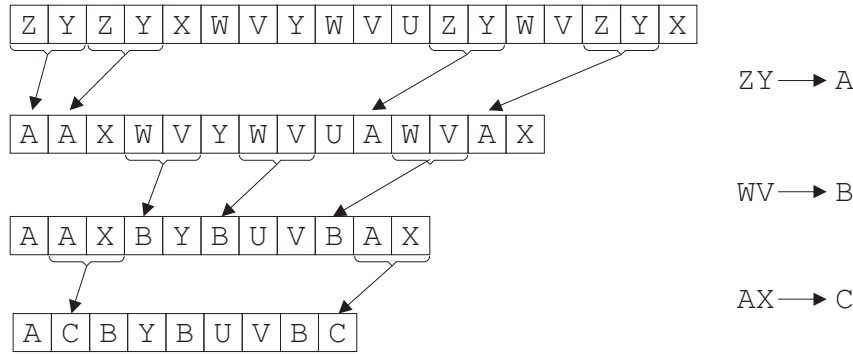 Z Y Z Y X W V Y W V U Z Y W V Z Y X
ZY → A
A A X W V Y W V U A W V A X
WV → B
A A X B Y B U V B A X
AX → C
A C B Y B U V B C